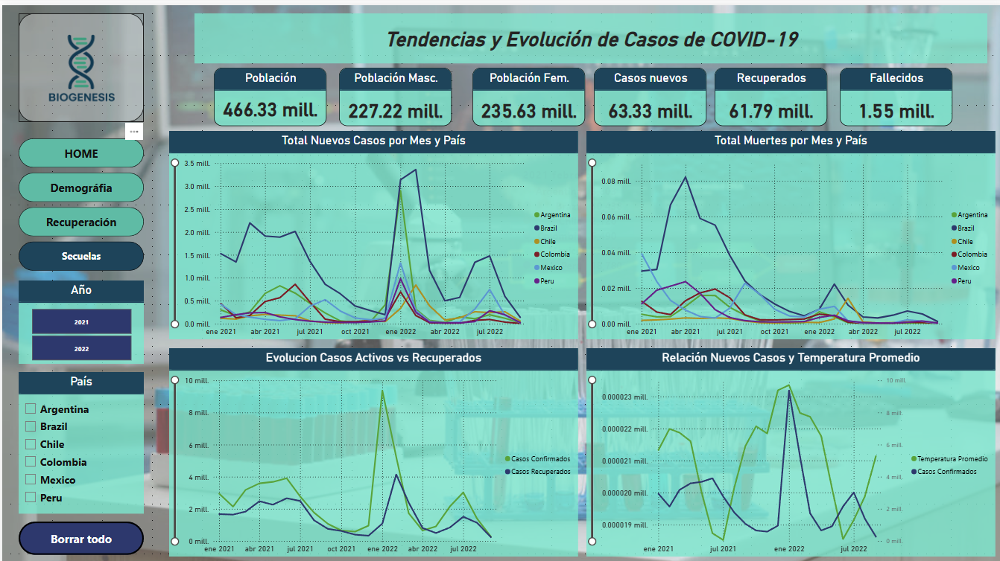 BIOGENESIS
Tendencias y Evolución de Casos de COVID-19
Población
466.33 mill.
Población Masc.
227.22 mill.
Población Fem.
235.63 mill.
Casos nuevos
63.33 mill.
Recuperados
61.79 mill.
Fallecidos
1.55 mill.
HOME
Demográfia
Recuperación
Secuelas
Año
2021
2022
País
Argentina
Brazil
Chile
Colombia
Mexico
Peru
Borrar todo
Total Nuevos Casos por Mes y País
3.5 mill.
3.0 mill.
2.5 mill.
2.0 mill.
1.5 mill.
1.0 mill.
0.5 mill.
0.0 mill.
ene 2021 abr 2021 jul 2021 oct 2021 ene 2022 abr 2022 jul 2022
Argentina
Brazil
Chile
Colombia
Mexico
Peru
Total Muertes por Mes y País
0.08 mill.
0.06 mill.
0.04 mill.
0.02 mill.
0.00 mill.
ene 2021 abr 2021 jul 2021 oct 2021 ene 2022 abr 2022 jul 2022
Argentina
Brazil
Chile
Colombia
Mexico
Peru
Evolucion Casos Activos vs Recuperados
10 mill.
8 mill.
6 mill.
4 mill.
2 mill.
0 mill.
ene 2021 abr 2021 jul 2021 oct 2021 ene 2022 abr 2022 jul 2022
Casos Confirmados
Casos Recuperados
Relación Nuevos Casos y Temperatura Promedio
0.000023 mill.
0.000022 mill.
0.000021 mill.
0.000020 mill.
0.000019 mill.
10 mill.
8 mill.
6 mill.
4 mill.
2 mill.
0 mill.
ene 2021 jul 2021 ene 2022 jul 2022
Temperatura Promedio
Casos Confirmados